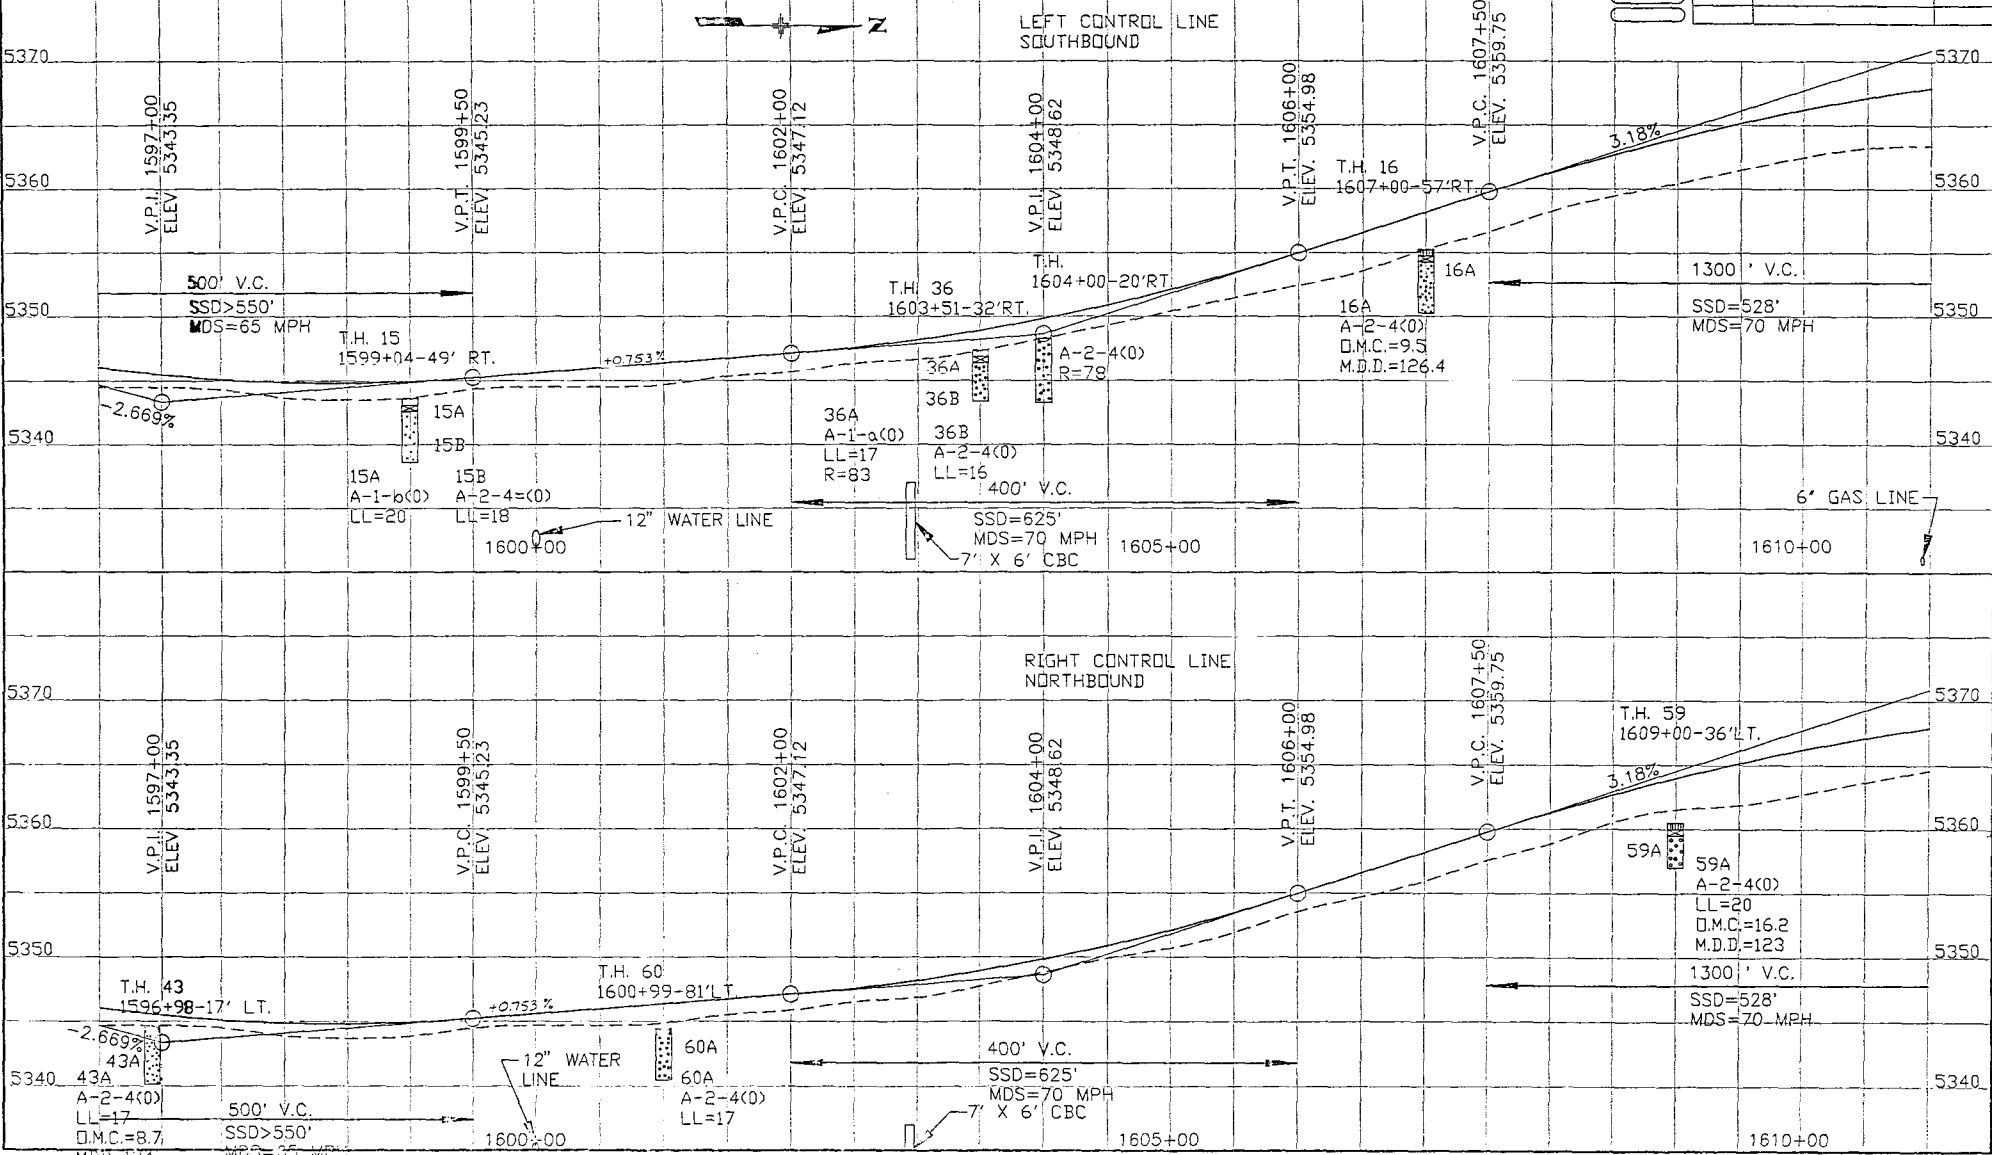 Z
LEFT CONTROL LINE
SOUTHBOUND
5370
5370
V.P.I. 1597+00
ELEV. 5343.35
V.P.T. 1599+50
ELEV. 5345.23
V.P.C. 1602+00
ELEV. 5347.12
V.P.I. 1604+00
ELEV. 5348.62
V.P.T. 1606+00
ELEV. 5354.98
V.P.C. 1607+50
ELEV. 5359.75
3.18%
5360
5360
T.H. 16
1607+00-57'RT.
500' V.C.
SSD>550'
MDS=65 MPH
T.H. 15
1599+04-49' RT.
+0.753%
T.H. 36
1603+51-32'RT.
T.H.
1604+00-20'RT
16A
1300 ' V.C.
SSD=528'
MDS=70 MPH
5350
5350
16A
A-2-4(0)
O.M.C.=9.5
M.D.D.=126.4
A-2-4(0)
R=78
36A
36B
-2.669%
15A
15B
5340
5340
36A
A-1-a(0)
LL=17
R=83
36B
A-2-4(0)
LL=16
15A
A-1-b(0)
LL=20
15B
A-2-4=(0)
LL=18
12" WATER LINE
400' V.C.
SSD=625'
MDS=70 MPH
7' X 6' CBC
6" GAS LINE
1600+00
1605+00
1610+00
RIGHT CONTROL LINE
NORTHBOUND
5370
5370
V.P.I. 1597+00
ELEV. 5343.35
V.P.C. 1599+50
ELEV. 5345.23
V.P.C. 1602+00
ELEV. 5347.12
V.P.I. 1604+00
ELEV. 5348.62
V.P.T. 1606+00
ELEV. 5354.98
V.P.C. 1607+50
ELEV. 5359.75
T.H. 59
1609+00-36'LT.
3.18%
5360
5360
59A
59A
A-2-4(0)
LL=20
O.M.C.=16.2
M.D.D.=123
5350
5350
1300 ' V.C.
SSD=528'
MDS=70 MPH
T.H. 43
1596+98-17' LT.
T.H. 60
1600+99-81'LT.
+0.753%
-2.669%
43A
5340
5340
43A
A-2-4(0)
LL=17
O.M.C.=8.7
500' V.C.
SSD>550'
12" WATER
LINE
60A
60A
A-2-4(0)
LL=17
400' V.C.
SSD=625'
MDS=70 MPH
7' X 6' CBC
1600+00
1605+00
1610+00